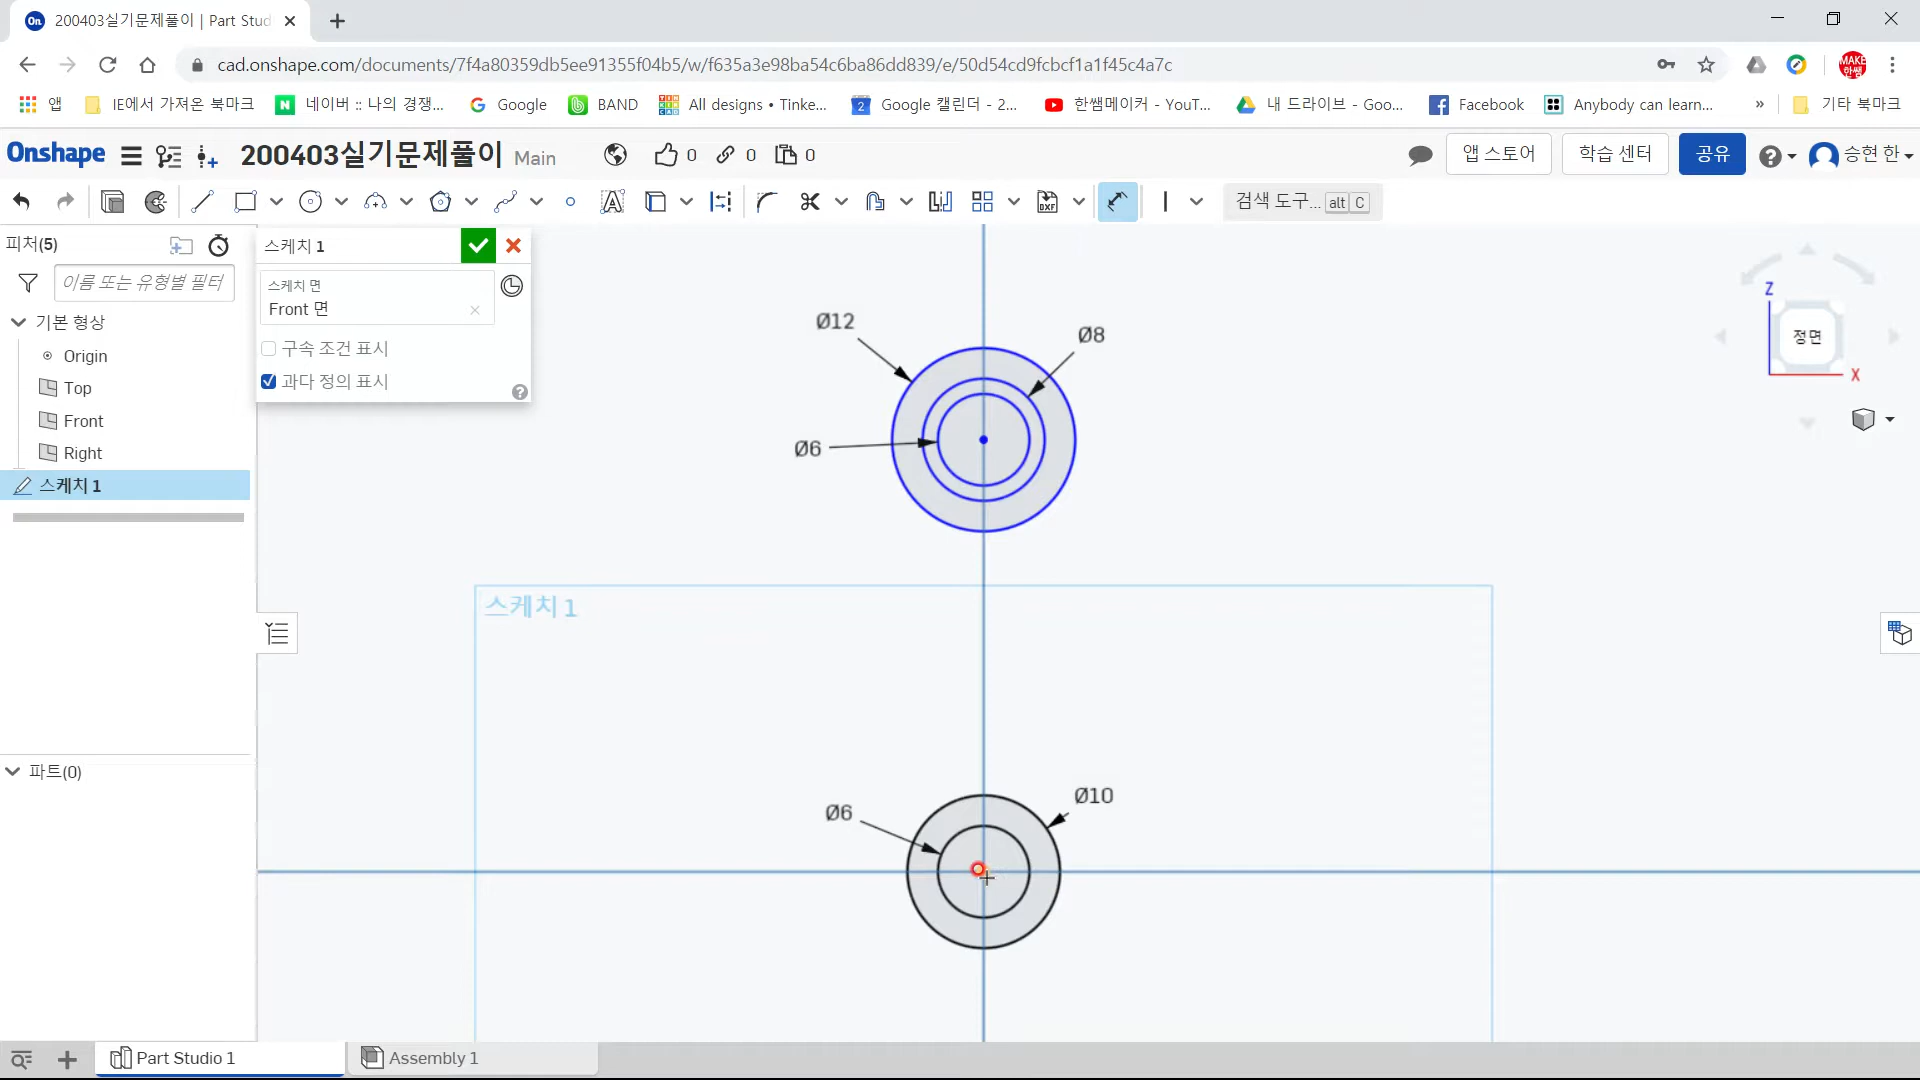 200403실기문제풀이 | Part Stud
cad.onshape.com/documents/7f4a80359db5ee91355f04b5/w/f635a3e98ba54c6ba86dd839/e/50d54cd9fcbcf1a1f45c4a7c
MAKE 한쌤
앱 IE에서 가져온 북마크 네이버 :: 나의 경쟁... Google BAND All designs • Tinke... Google 캘린더 - 2... 한쌤메이커 - YouT... 내 드라이브 - Goo... Facebook Anybody can learn... » 기타 북마크
Onshape 200403실기문제풀이 Main 0 0 0 앱 스토어 학습 센터 공유 승현 한
검색 도구... alt C
피처(5)
이름 또는 유형별 필터
기본 형상
Origin
Top
Front
Right
스케치 1
파트(0)
스케치 1
스케치 면
Front 면
구속 조건 표시
과다 정의 표시
Ø12
Ø8
Ø6
스케치 1
Ø6
Ø10
Z
정면
X
Part Studio 1
Assembly 1